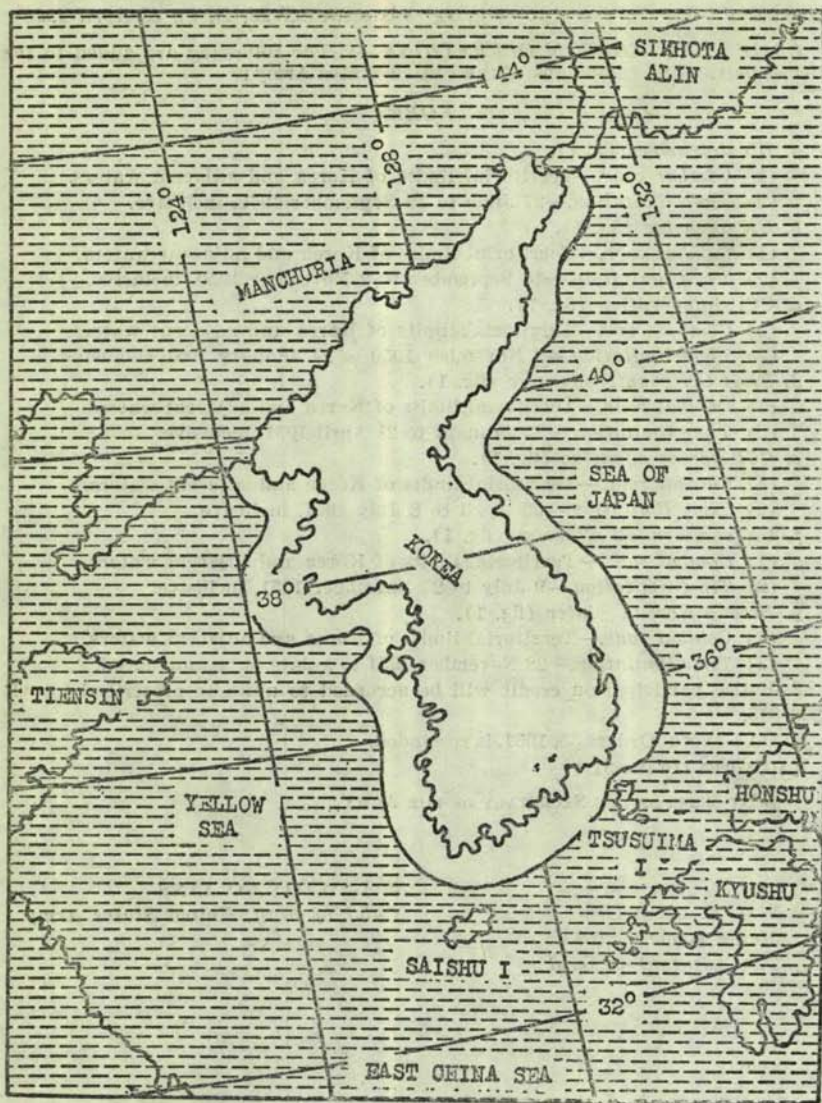 SIKHOTA
ALIN
44°
128°
124°
132°
MANCHURIA
40°
SEA OF
JAPAN
KOREA
38°
36°
TIENSIN
YELLOW
SEA
HONSHU
TSUSUIMA
I
KYUSHU
SAISHU I
32°
EAST CHINA SEA